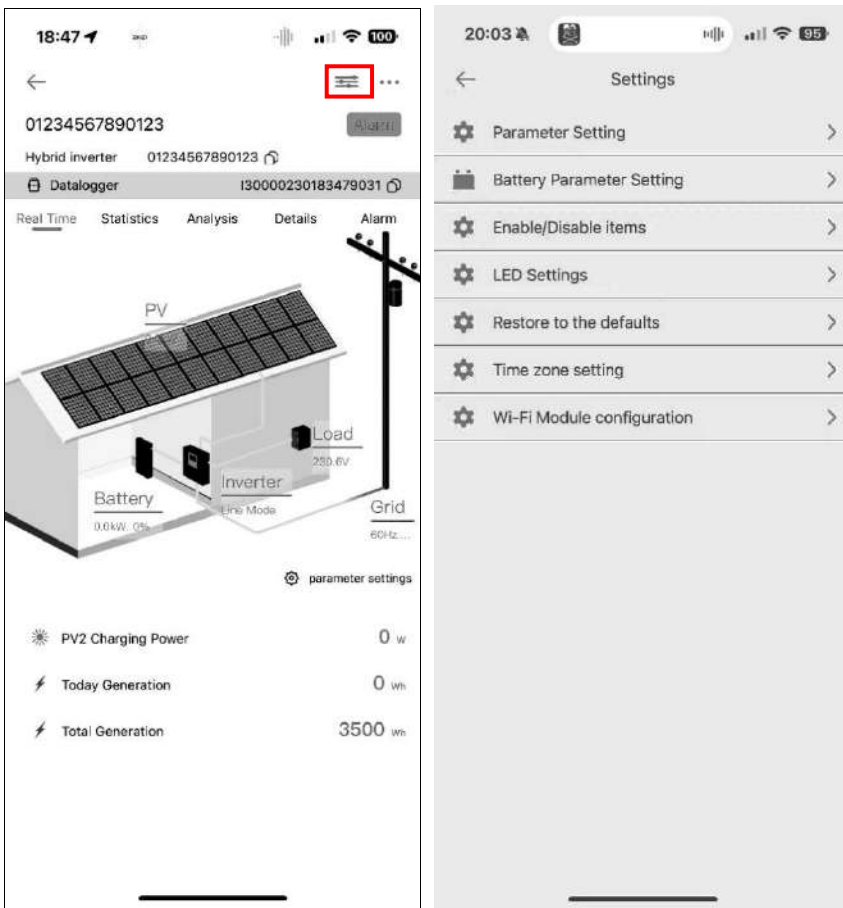 18:47
100
01234567890123
Alarm
Hybrid inverter 01234567890123
Datalogger I30000230183479031
Real Time Statistics Analysis Details Alarm
PV
Load
230.6V
Inverter
Line Mode
Battery
0.0kW 0%
Grid
60Hz...
parameter settings
PV2 Charging Power 0 W
Today Generation 0 Wh
Total Generation 3500 Wh
20:03
95
Settings
Parameter Setting
Battery Parameter Setting
Enable/Disable items
LED Settings
Restore to the defaults
Time zone setting
Wi-Fi Module configuration